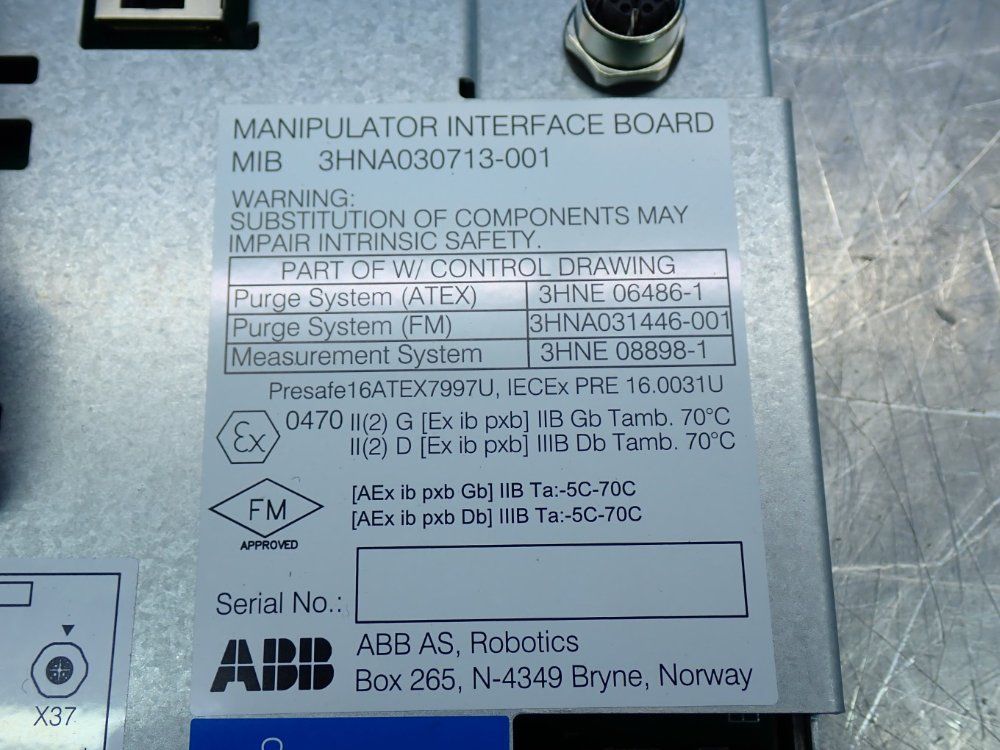 MANIPULATOR INTERFACE BOARD
MIB 3HNA030713-001
WARNING:
SUBSTITUTION OF COMPONENTS MAY
IMPAIR INTRINSIC SAFETY.
PART OF W/ CONTROL DRAWING
Purge System (ATEX) 3HNE 06486-1
Purge System (FM) 3HNA031446-001
Measurement System 3HNE 08898-1
Presafe16ATEX7997U, IECEx PRE 16.0031U
Ex 0470 II(2) G [Ex ib pxb] IIB Gb Tamb. 70°C
II(2) D [Ex ib pxb] IIIB Db Tamb. 70°C
FM
APPROVED
[AEx ib pxb Gb] IIB Ta:-5C-70C
[AEx ib pxb Db] IIIB Ta:-5C-70C
Serial No.:
ABB
ABB AS, Robotics
Box 265, N-4349 Bryne, Norway
X37